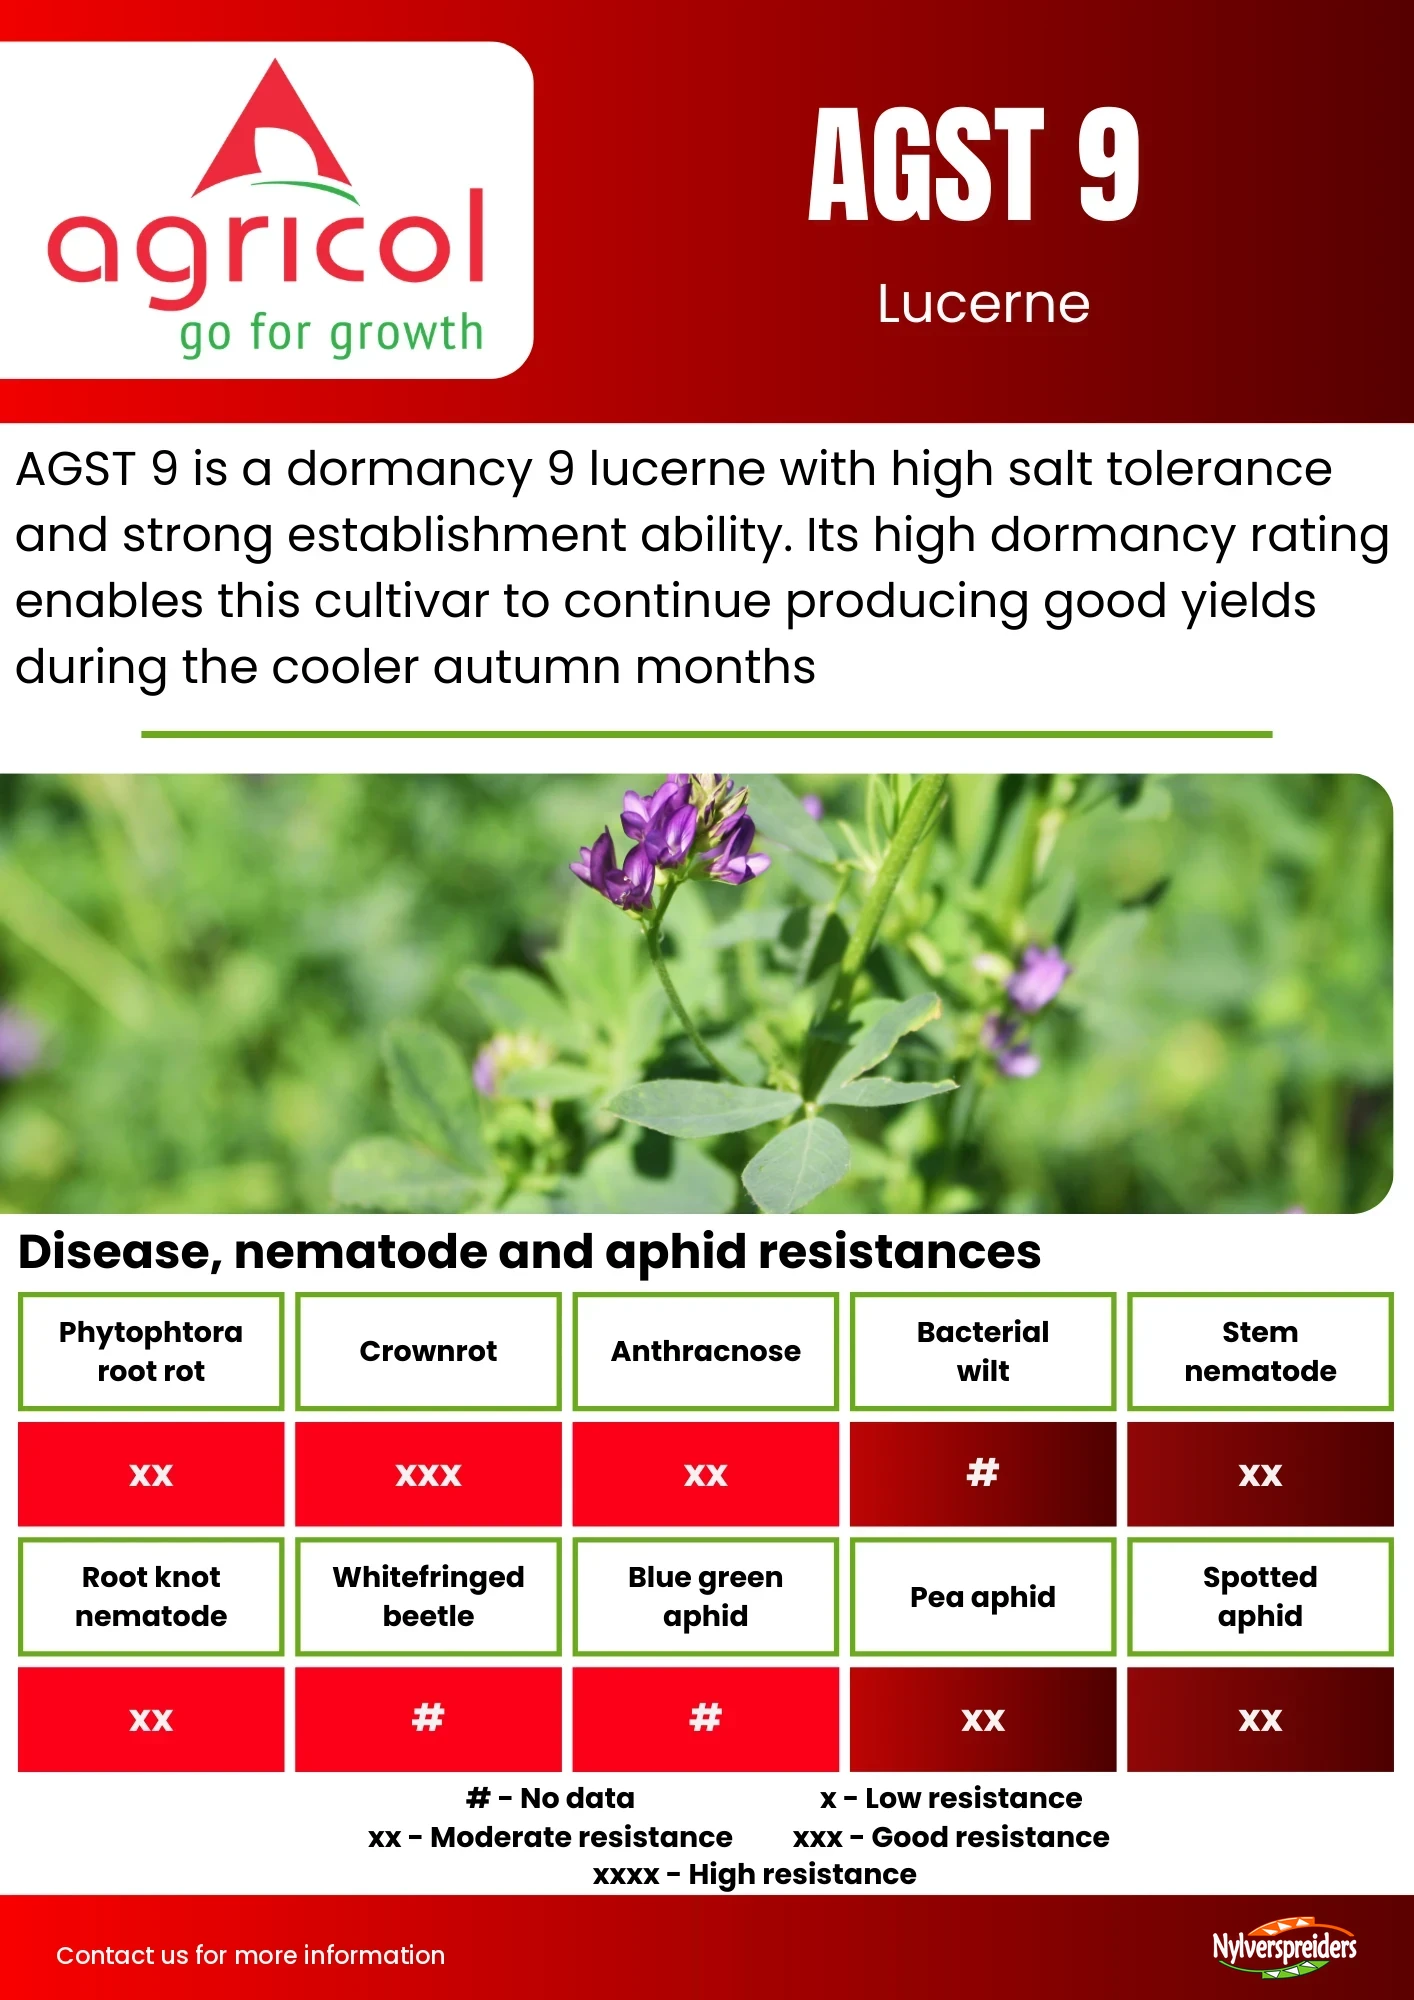 agricol
go for growth
AGST 9
Lucerne
AGST 9 is a dormancy 9 lucerne with high salt tolerance
and strong establishment ability. Its high dormancy rating
enables this cultivar to continue producing good yields
during the cooler autumn months
Disease, nematode and aphid resistances
Phytophtora
root rot
Crownrot
Anthracnose
Bacterial
wilt
Stem
nematode
xx
xxx
xx
#
xx
Root knot
nematode
Whitefringed
beetle
Blue green
aphid
Pea aphid
Spotted
aphid
xx
#
#
xx
xx
# - No data
x - Low resistance
xx - Moderate resistance
xxx - Good resistance
xxxx - High resistance
Contact us for more information
Nylverspreiders